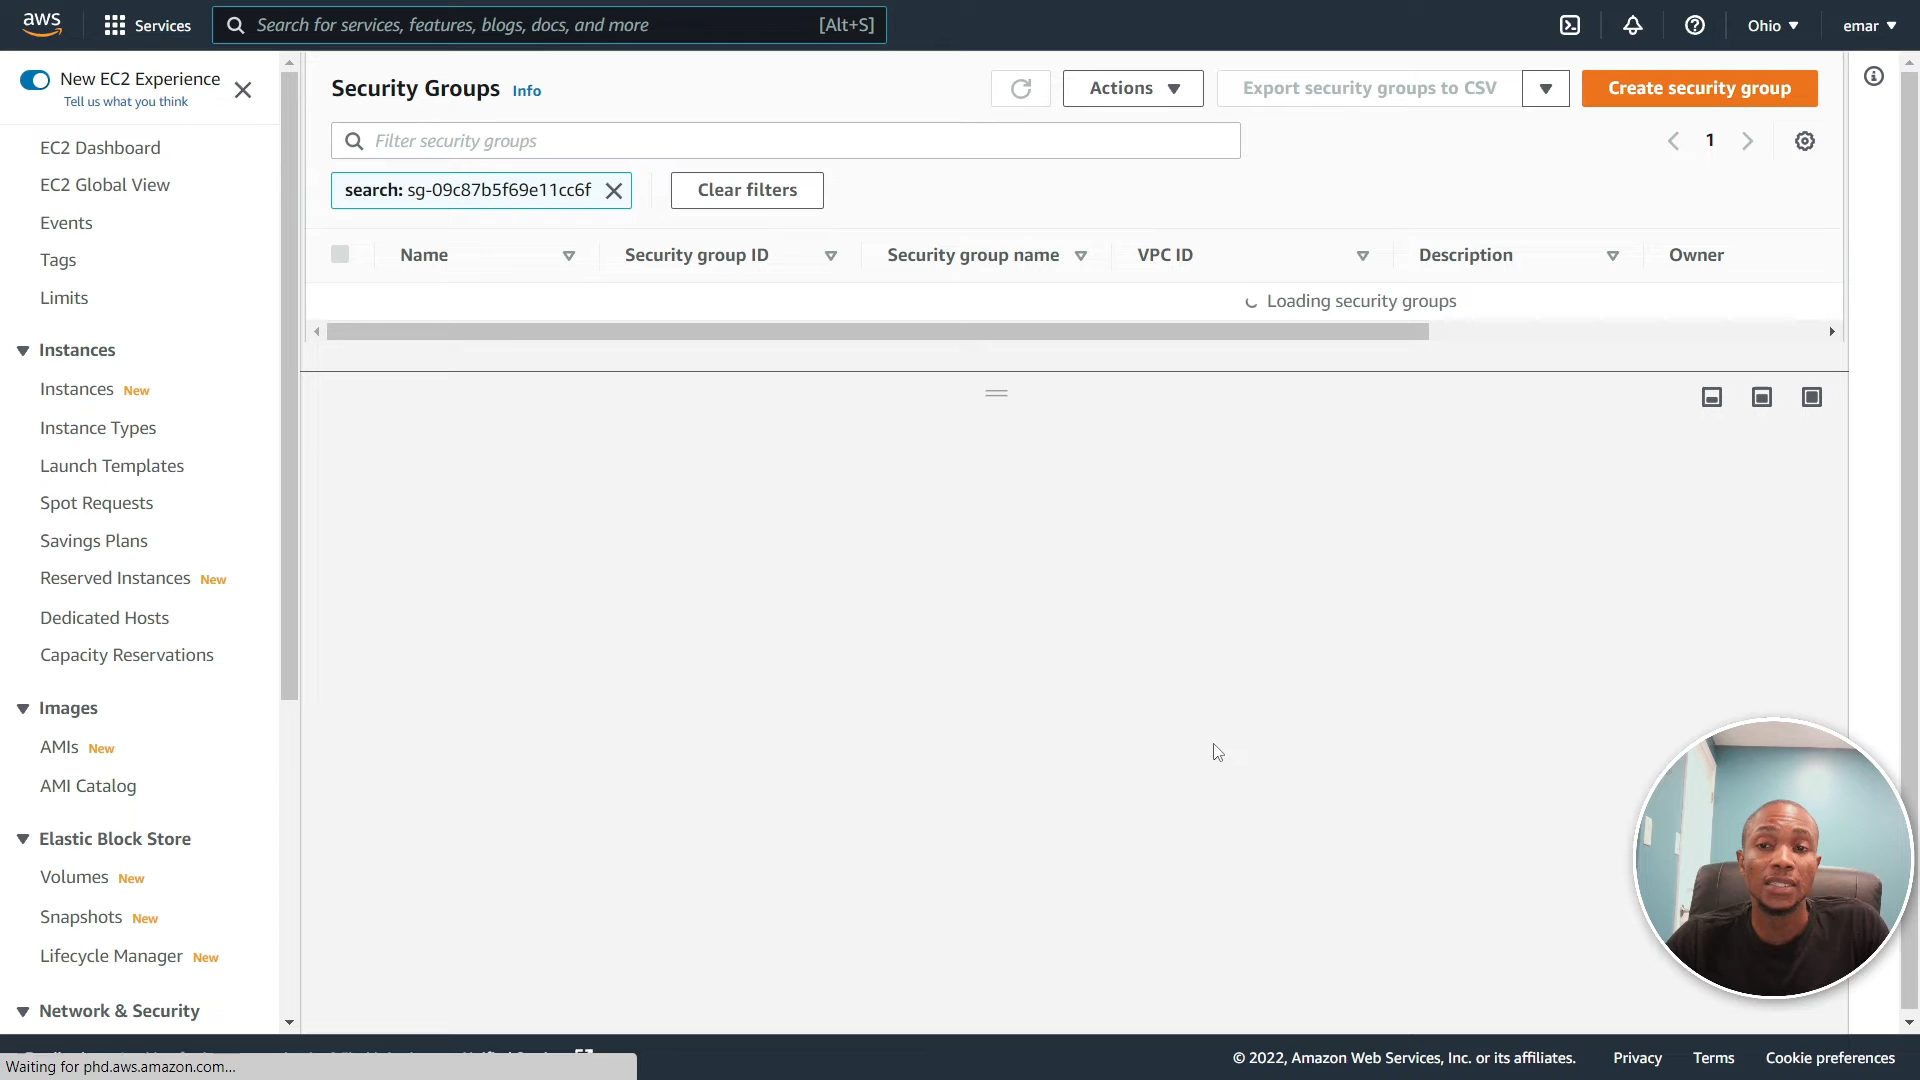 aws
Services
Search for services, features, blogs, docs, and more
[Alt+S]
Ohio
emar
New EC2 Experience
Tell us what you think
EC2 Dashboard
EC2 Global View
Events
Tags
Limits
Instances
Instances New
Instance Types
Launch Templates
Spot Requests
Savings Plans
Reserved Instances New
Dedicated Hosts
Capacity Reservations
Images
AMIs New
AMI Catalog
Elastic Block Store
Volumes New
Snapshots New
Lifecycle Manager New
Network & Security
Security Groups Info
Actions
Export security groups to CSV
Create security group
Filter security groups
1
search: sg-09c87b5f69e11cc6f
Clear filters
Name
Security group ID
Security group name
VPC ID
Description
Owner
Loading security groups
Waiting for phd.aws.amazon.com...
© 2022, Amazon Web Services, Inc. or its affiliates.
Privacy
Terms
Cookie preferences